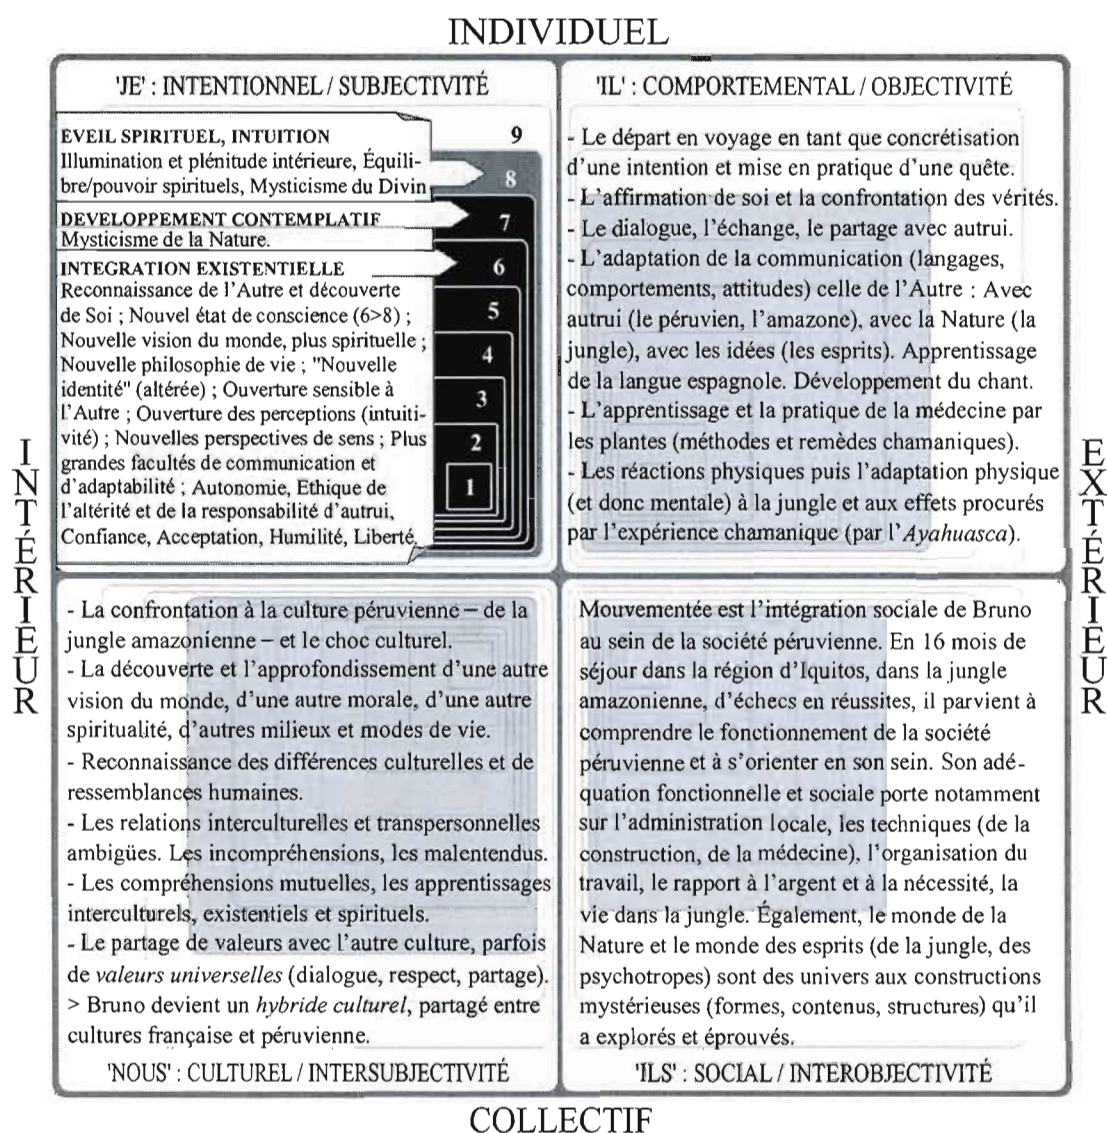 INDIVIDUEL
'JE' : INTENTIONNEL / SUBJECTIVITÉ
EVEIL SPIRITUEL, INTUITION
Illumination et plénitude intérieure, Équili-
bre/pouvoir spirituels, Mysticisme du Divin
DEVELOPPEMENT CONTEMPLATIF
Mysticisme de la Nature.
INTEGRATION EXISTENTIELLE
Reconnaissance de l'Autre et découverte
de Soi ; Nouvel état de conscience (6>8) ;
Nouvelle vision du monde, plus spirituelle ;
Nouvelle philosophie de vie ; "Nouvelle
identité" (altérée) ; Ouverture sensible à
l'Autre ; Ouverture des perceptions (intuiti-
vité) ; Nouvelles perspectives de sens ; Plus
grandes facultés de communication et
d'adaptabilité ; Autonomie, Ethique de
l'altérité et de la responsabilité d'autrui,
Confiance, Acceptation, Humilité, Liberté.
9
8
7
6
5
4
3
2
1
'IL' : COMPORTEMENTAL / OBJECTIVITÉ
- Le départ en voyage en tant que concrétisation
d'une intention et mise en pratique d'une quête.
- L'affirmation de soi et la confrontation des vérités.
- Le dialogue, l'échange, le partage avec autrui.
- L'adaptation de la communication (langages,
comportements, attitudes) celle de l'Autre : Avec
autrui (le péruvien, l'amazone), avec la Nature (la
jungle), avec les idées (les esprits). Apprentissage
de la langue espagnole. Développement du chant.
- L'apprentissage et la pratique de la médecine par
les plantes (méthodes et remèdes chamaniques).
- Les réactions physiques puis l'adaptation physique
(et donc mentale) à la jungle et aux effets procurés
par l'expérience chamanique (par l'Ayahuasca).
INTÉRIEUR
EXTÉRIEUR
- La confrontation à la culture péruvienne – de la
jungle amazonienne – et le choc culturel.
- La découverte et l'approfondissement d'une autre
vision du monde, d'une autre morale, d'une autre
spiritualité, d'autres milieux et modes de vie.
- Reconnaissance des différences culturelles et de
ressemblances humaines.
- Les relations interculturelles et transpersonnelles
ambigües. Les incompréhensions, les malentendus.
- Les compréhensions mutuelles, les apprentissages
interculturels, existentiels et spirituels.
- Le partage de valeurs avec l'autre culture, parfois
de valeurs universelles (dialogue, respect, partage).
> Bruno devient un hybride culturel, partagé entre
cultures française et péruvienne.
'NOUS' : CULTUREL / INTERSUBJECTIVITÉ
Mouvementée est l'intégration sociale de Bruno
au sein de la société péruvienne. En 16 mois de
séjour dans la région d'Iquitos, dans la jungle
amazonienne, d'échecs en réussites, il parvient à
comprendre le fonctionnement de la société
péruvienne et à s'orienter en son sein. Son adé-
quation fonctionnelle et sociale porte notamment
sur l'administration locale, les techniques (de la
construction, de la médecine), l'organisation du
travail, le rapport à l'argent et à la nécessité, la
vie dans la jungle. Également, le monde de la
Nature et le monde des esprits (de la jungle, des
psychotropes) sont des univers aux constructions
mystérieuses (formes, contenus, structures) qu'il
a explorés et éprouvés.
'ILS' : SOCIAL / INTEROBJECTIVITÉ
COLLECTIF